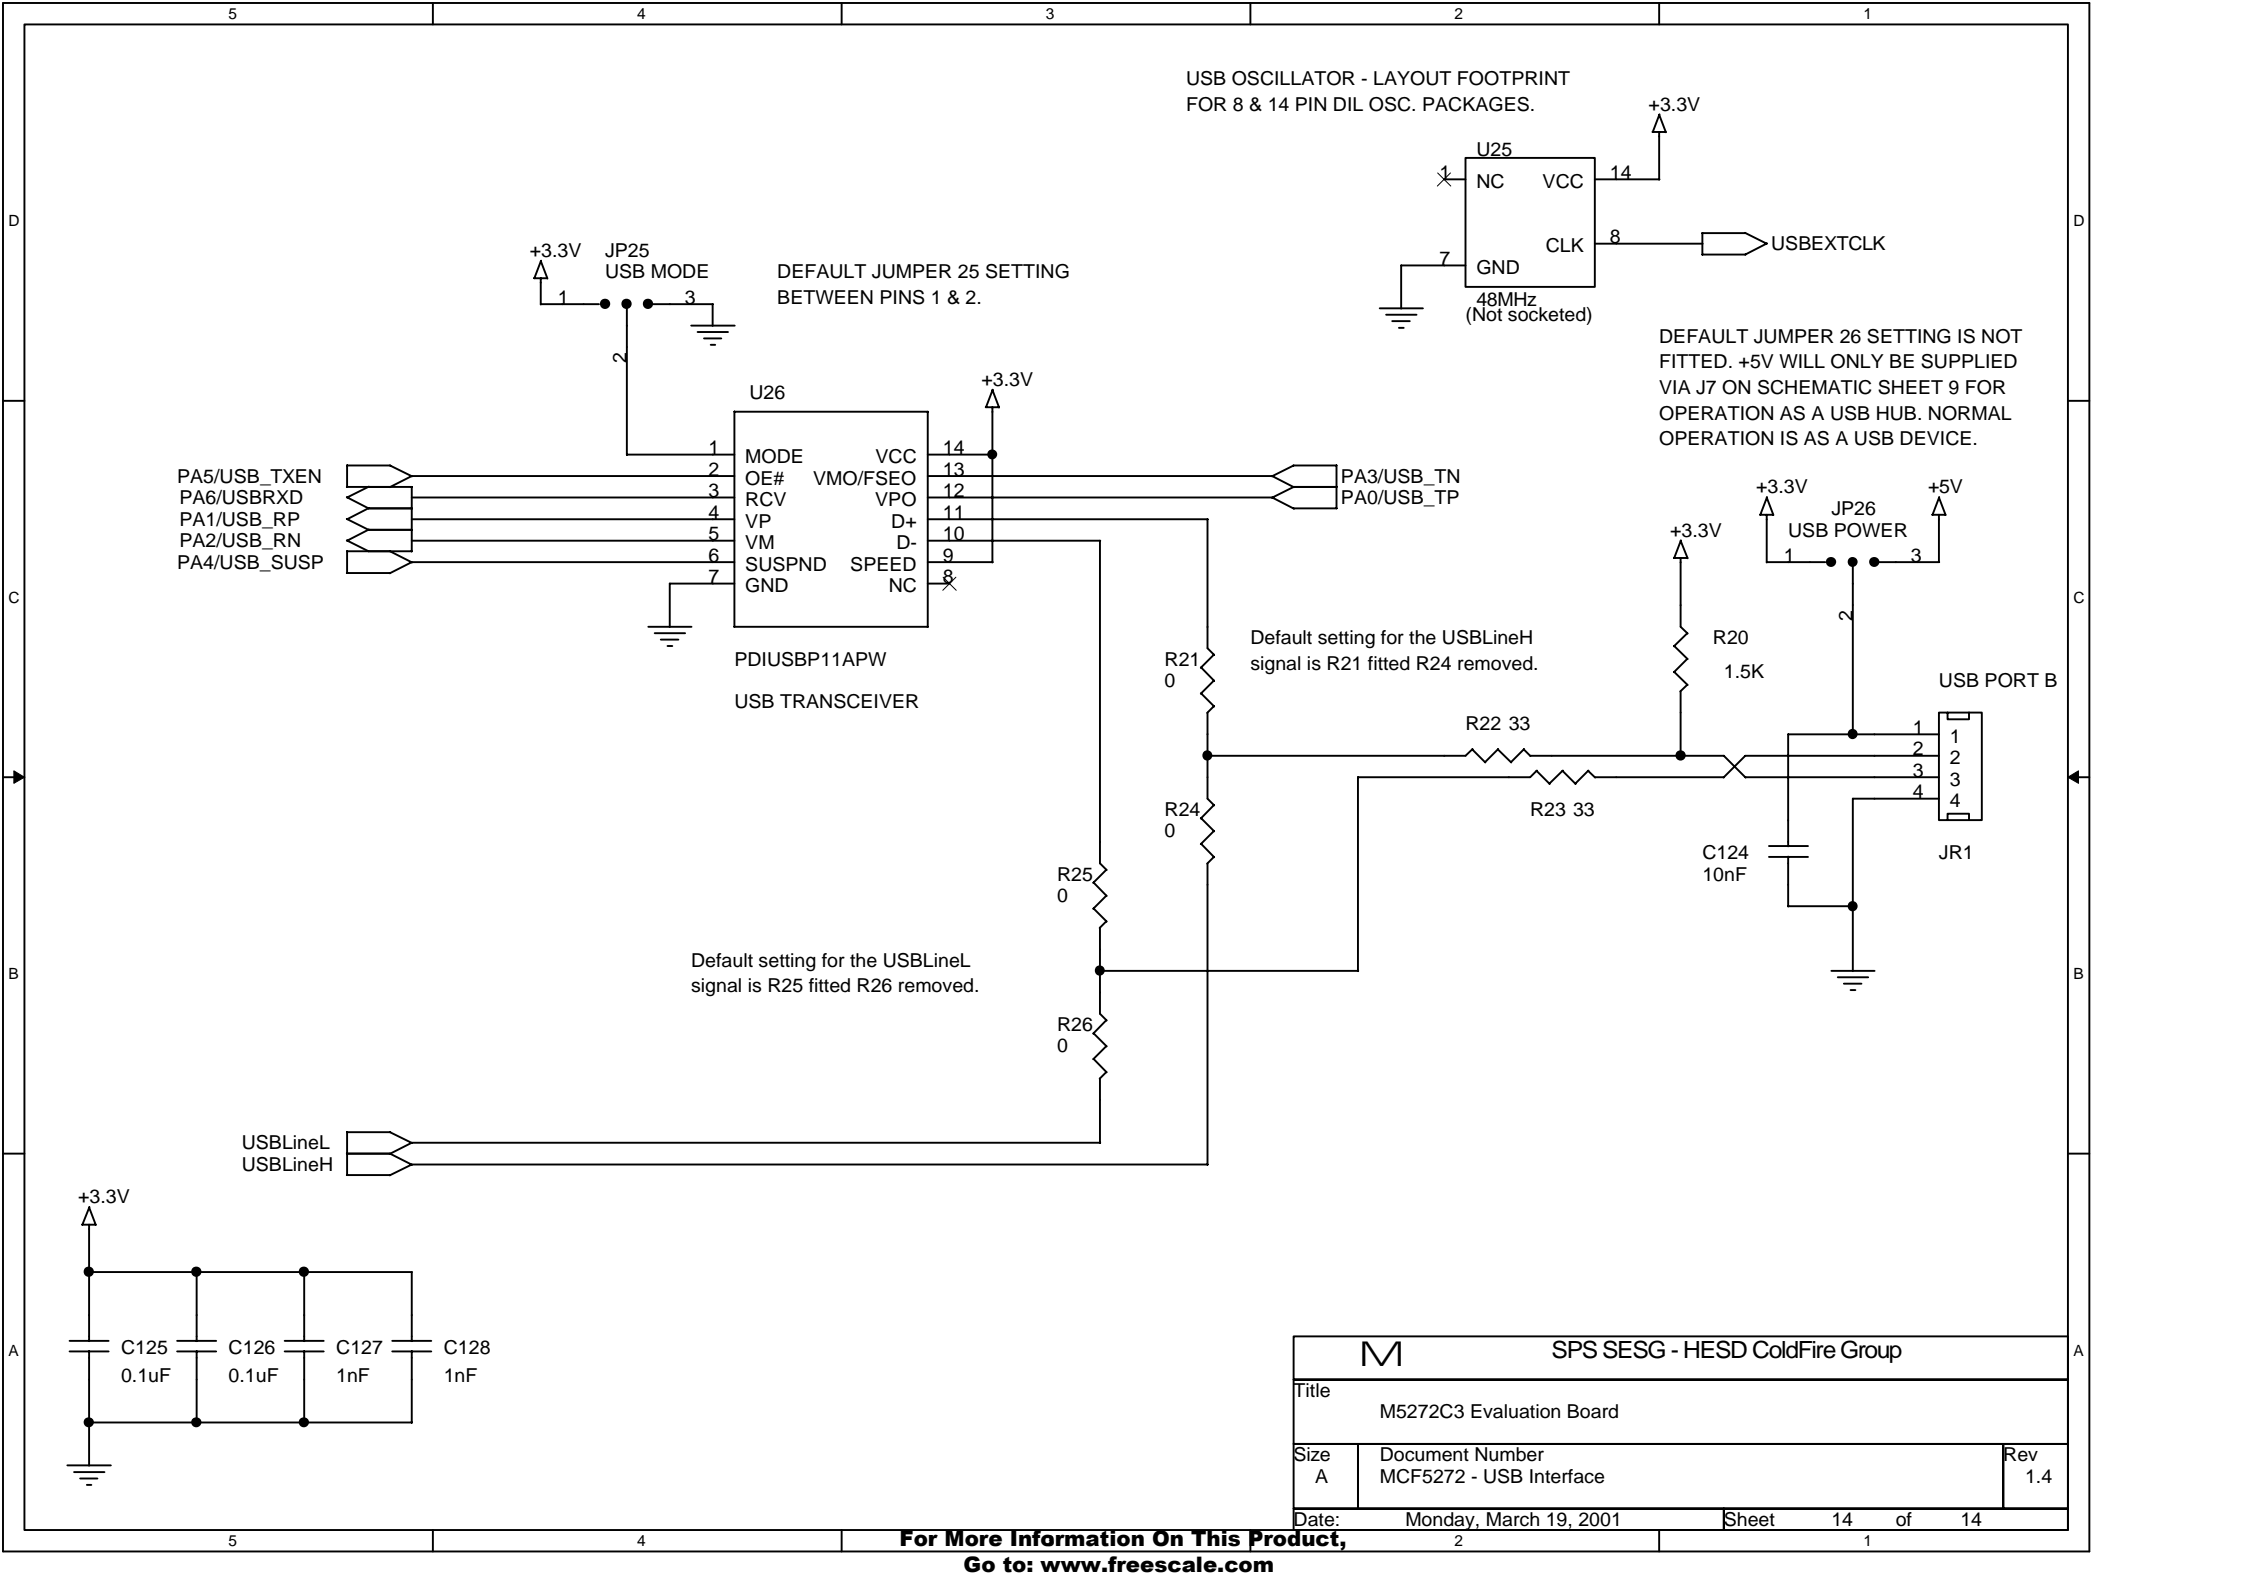 5 4 3 2 1
USB OSCILLATOR - LAYOUT FOOTPRINT
FOR 8 & 14 PIN DIL OSC. PACKAGES.
+3.3V
U25
1 NC VCC 14
CLK 8 USBEXTCLK
7 GND
48MHz
(Not socketed)
D D
+3.3V JP25
USB MODE
1 3
2
DEFAULT JUMPER 25 SETTING
BETWEEN PINS 1 & 2.
DEFAULT JUMPER 26 SETTING IS NOT
FITTED. +5V WILL ONLY BE SUPPLIED
VIA J7 ON SCHEMATIC SHEET 9 FOR
OPERATION AS A USB HUB. NORMAL
OPERATION IS AS A USB DEVICE.
U26
+3.3V
1 MODE VCC 14
PA5/USB_TXEN 2 OE# VMO/FSEO 13 PA3/USB_TN
PA6/USBRXD 3 RCV VPO 12 PA0/USB_TP
PA1/USB_RP 4 VP D+ 11
PA2/USB_RN 5 VM D- 10
PA4/USB_SUSP 6 SUSPND SPEED 9
7 GND NC 8
PDIUSBP11APW
USB TRANSCEIVER
+3.3V +5V
JP26
USB POWER
1 3
2
+3.3V
C C
R20
1.5K
Default setting for the USBLineH
signal is R21 fitted R24 removed.
R21
0
USB PORT B
R22 33
1 1
2 2
3 3
4 4
R23 33
JR1
R24
0
C124
10nF
R25
0
B B
Default setting for the USBLineL
signal is R25 fitted R26 removed.
R26
0
USBLineL
USBLineH
+3.3V
A A
C125 C126 C127 C128
0.1uF 0.1uF 1nF 1nF
M SPS SESG - HESD ColdFire Group
Title
M5272C3 Evaluation Board
Size Document Number Rev
A MCF5272 - USB Interface 1.4
Date: Monday, March 19, 2001 Sheet 14 of 14
5 4 2 1
For More Information On This Product,
Go to: www.freescale.com